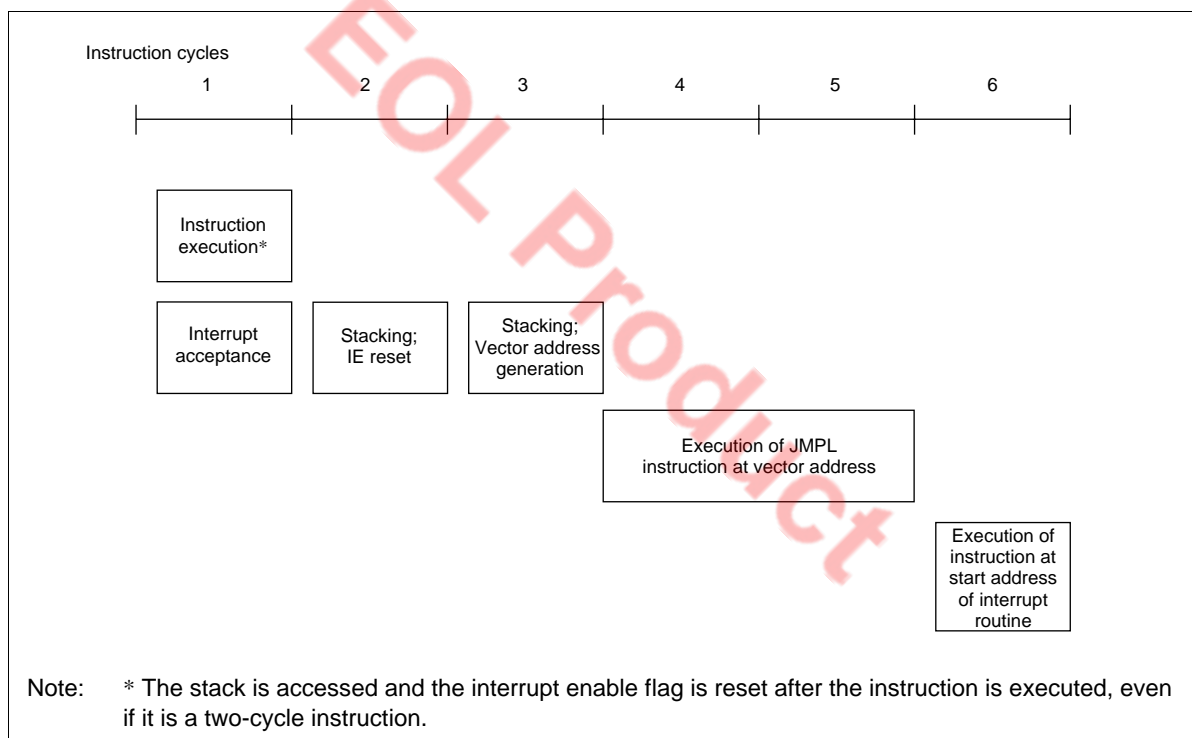 Instruction cycles
1 2 3 4 5 6
Instruction
execution*
Interrupt
acceptance
Stacking;
IE reset
Stacking;
Vector address
generation
Execution of JMPL
instruction at vector address
Execution of
instruction at
start address
of interrupt
routine
Note: * The stack is accessed and the interrupt enable flag is reset after the instruction is executed, even
if it is a two-cycle instruction.
EOL Product